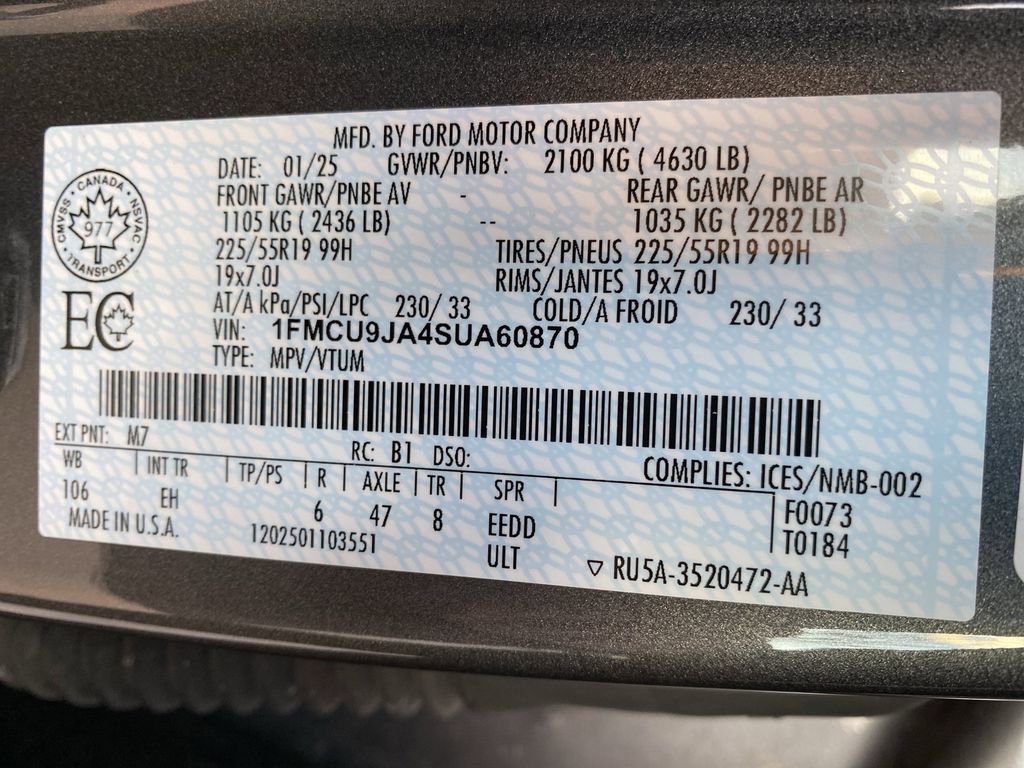 MFD. BY FORD MOTOR COMPANY
DATE: 01/25 GVWR/PNBV: 2100 KG ( 4630 LB)
FRONT GAWR/PNBE AV - REAR GAWR/ PNBE AR
1105 KG ( 2436 LB) -- 1035 KG ( 2282 LB)
225/55R19 99H TIRES/PNEUS 225/55R19 99H
19x7.0J RIMS/JANTES 19x7.0J
AT/A kPa/PSI/LPC 230/ 33 COLD/A FROID 230/ 33
VIN: 1FMCU9JA4SUA60870
TYPE: MPV/VTUM
CANADA
CMVSS NSVAC
977
TRANSPORT
EC
EXT PNT: M7 RC: B1 DSO:
COMPLIES: ICES/NMB-002
WB INT TR TP/PS R AXLE TR SPR
106 EH 6 47 8 EEDD
F0073
T0184
MADE IN U.S.A. 1202501103551 ULT
RU5A-3520472-AA